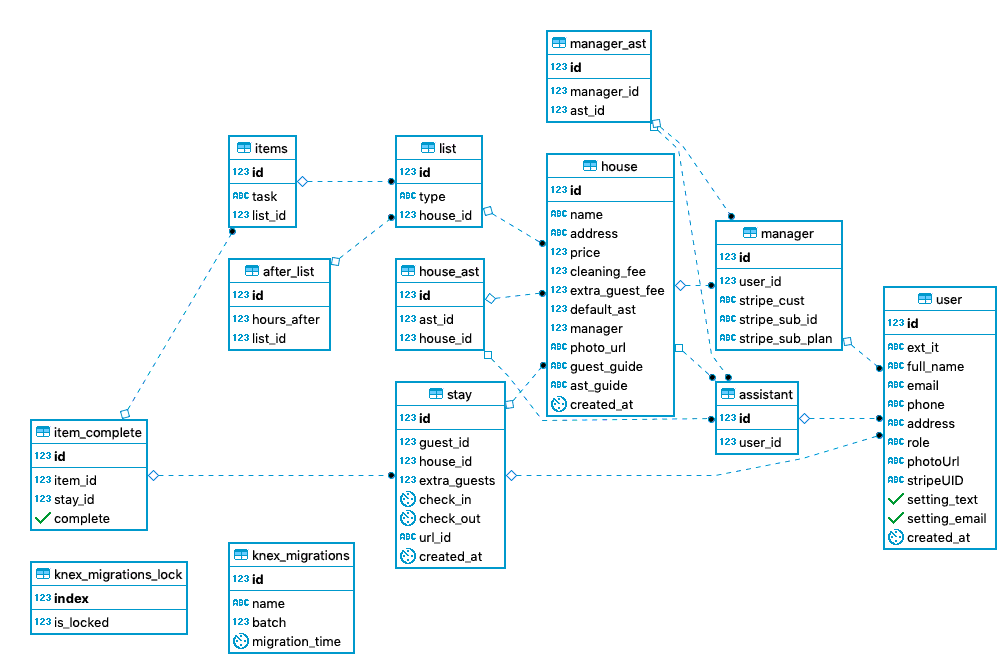 manager_ast
123 id
123 manager_id
123 ast_id
items
123 id
ABC task
123 list_id
list
123 id
ABC type
123 house_id
house
123 id
ABC name
ABC address
123 price
123 cleaning_fee
123 extra_guest_fee
123 default_ast
123 manager
ABC photo_url
ABC guest_guide
ABC ast_guide
created_at
manager
123 id
123 user_id
ABC stripe_cust
ABC stripe_sub_id
ABC stripe_sub_plan
after_list
123 id
123 hours_after
123 list_id
house_ast
123 id
123 ast_id
123 house_id
user
123 id
ABC ext_it
ABC full_name
ABC email
ABC phone
ABC address
ABC role
ABC photoUrl
ABC stripeUID
setting_text
setting_email
created_at
stay
123 id
123 guest_id
123 house_id
123 extra_guests
check_in
check_out
ABC url_id
created_at
assistant
123 id
123 user_id
item_complete
123 id
123 item_id
123 stay_id
complete
knex_migrations_lock
123 index
123 is_locked
knex_migrations
123 id
ABC name
123 batch
migration_time